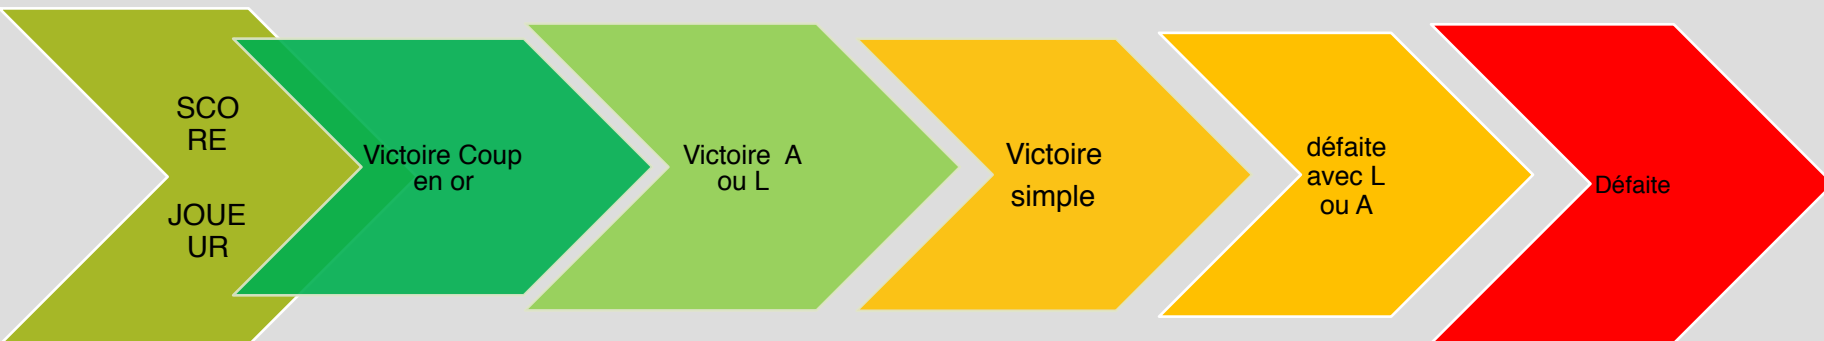 SCO
RE
JOUE
UR
Victoire Coup
en or
Victoire A
ou L
Victoire
simple
défaite
avec L
ou A
Défaite